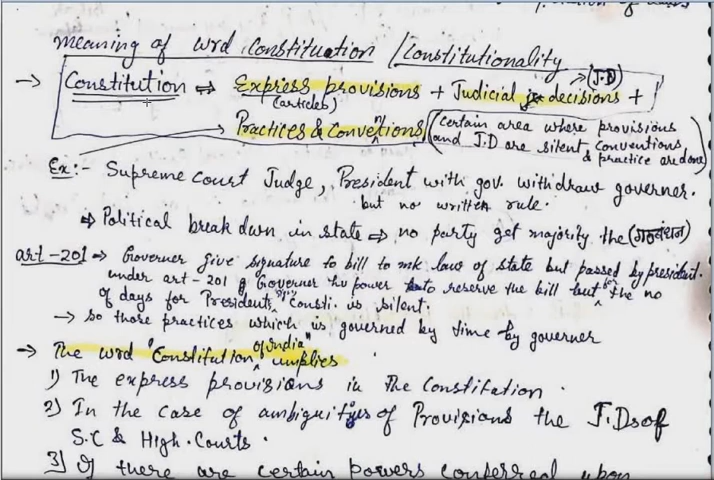 meaning of wrd Constitution / Constitutionality
→ Constitution ⇔ Express provisions + Judicial decisions + (J.D)
(articles)
Practices & Conventions (Certain area where provisions
and J.D are silent, conventions
& practice are done)
Ex:- Supreme court Judge, President with gov. withdraw governer.
but no written rule.
⇒ Political break down in state ⇒ no party get majority the (गठबंधन)
art-201 ⇒ Governer give signature to bill to mk law of state but passed by president.
under art-201 Governer hv power to reserve the bill but for the no
of days for Presidents, Consti. is silent.
→ so those practices which is governed by time by governer
→ The wrd "Constitution of India" implies
1) The express provisions in the Constitution.
2) In the case of ambiguityes of Provisions the J.Ds of
S.C & High-Courts.
3) If there are certain powers conferred upon